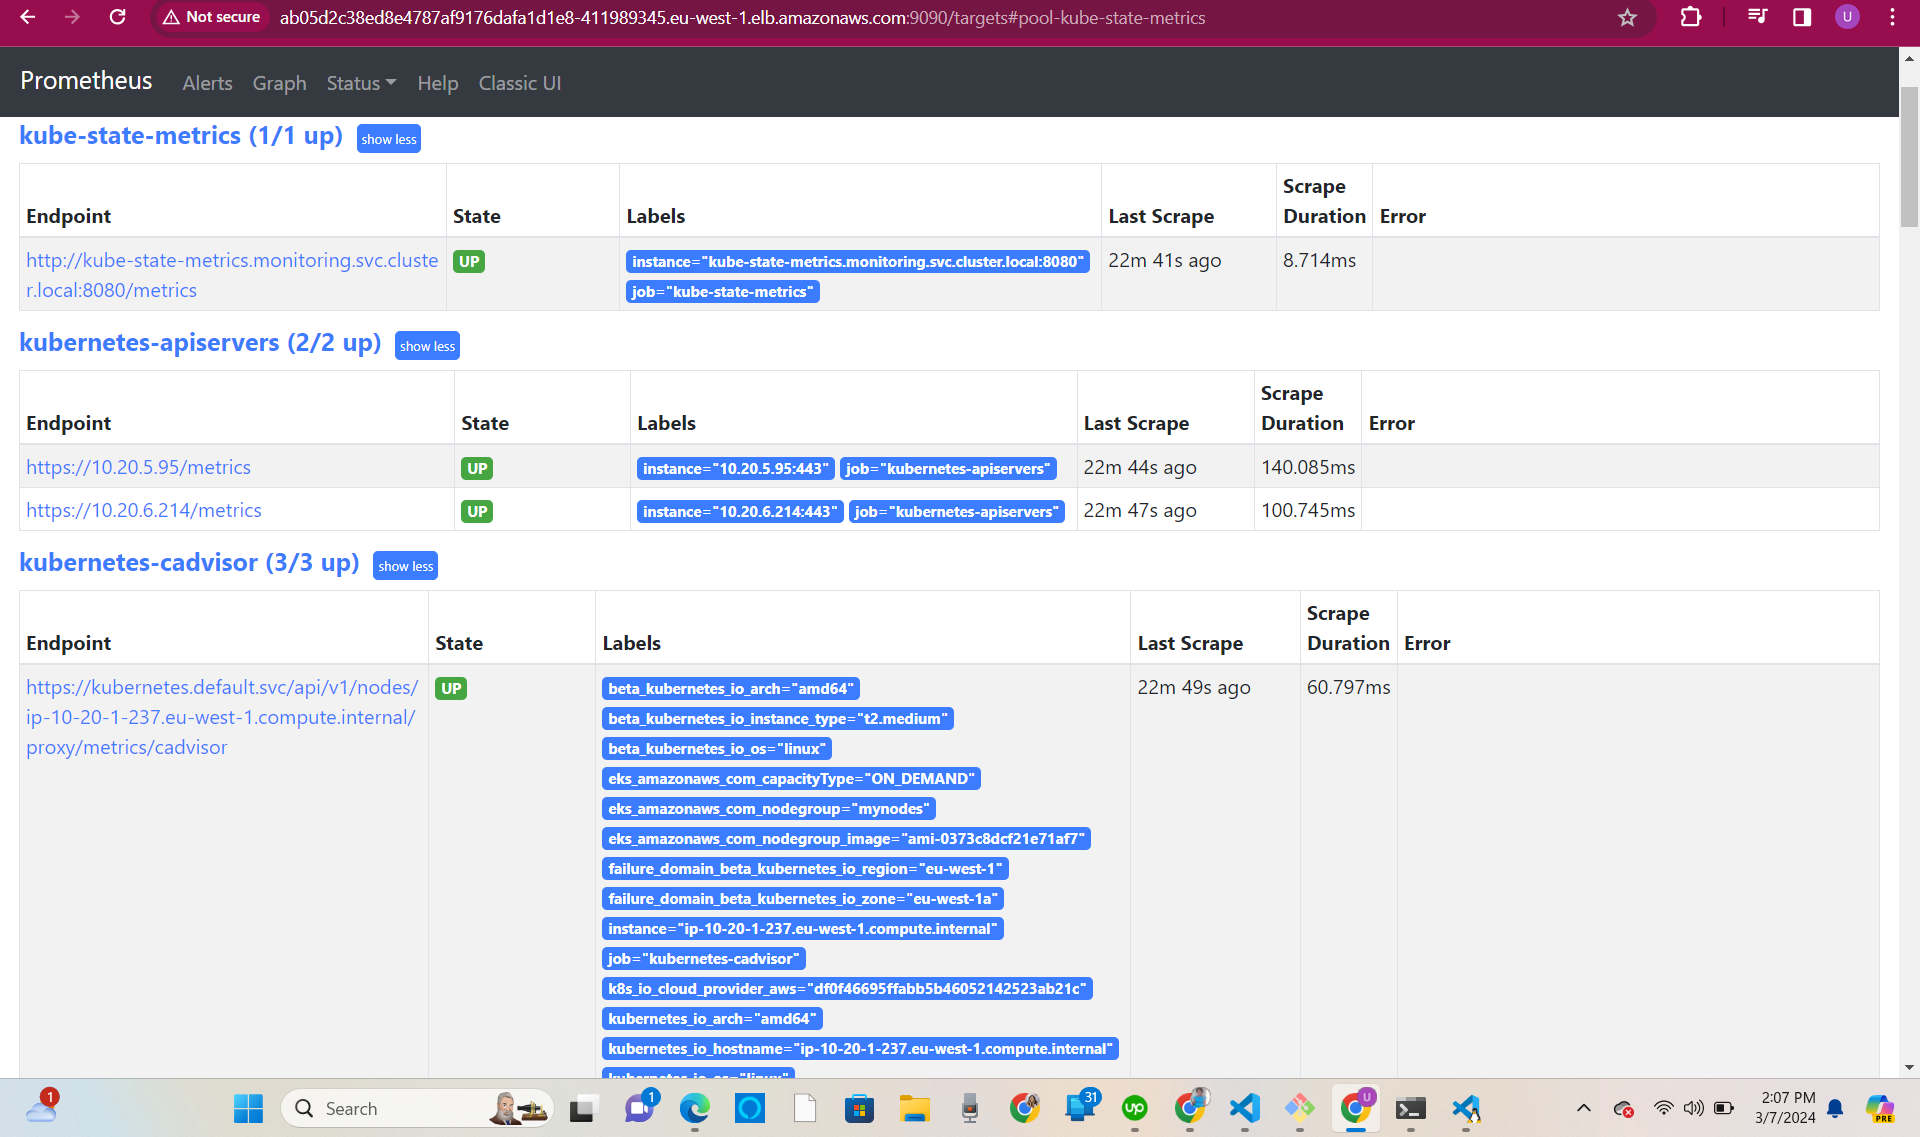 Not secure ab05d2c38ed8e4787af9176dafa1d1e8-411989345.eu-west-1.elb.amazonaws.com:9090/targets#pool-kube-state-metrics U
Prometheus Alerts Graph Status Help Classic UI
kube-state-metrics (1/1 up) show less
Endpoint State Labels Last Scrape Scrape Duration Error
http://kube-state-metrics.monitoring.svc.cluste
r.local:8080/metrics
UP
instance="kube-state-metrics.monitoring.svc.cluster.local:8080"
job="kube-state-metrics"
22m 41s ago
8.714ms
kubernetes-apiservers (2/2 up) show less
Endpoint State Labels Last Scrape Scrape Duration Error
https://10.20.5.95/metrics UP instance="10.20.5.95:443" job="kubernetes-apiservers" 22m 44s ago 140.085ms
https://10.20.6.214/metrics UP instance="10.20.6.214:443" job="kubernetes-apiservers" 22m 47s ago 100.745ms
kubernetes-cadvisor (3/3 up) show less
Endpoint State Labels Last Scrape Scrape Duration Error
https://kubernetes.default.svc/api/v1/nodes/
ip-10-20-1-237.eu-west-1.compute.internal/
proxy/metrics/cadvisor
UP
beta_kubernetes_io_arch="amd64"
beta_kubernetes_io_instance_type="t2.medium"
beta_kubernetes_io_os="linux"
eks_amazonaws_com_capacityType="ON_DEMAND"
eks_amazonaws_com_nodegroup="mynodes"
eks_amazonaws_com_nodegroup_image="ami-0373c8dcf21e71af7"
failure_domain_beta_kubernetes_io_region="eu-west-1"
failure_domain_beta_kubernetes_io_zone="eu-west-1a"
instance="ip-10-20-1-237.eu-west-1.compute.internal"
job="kubernetes-cadvisor"
k8s_io_cloud_provider_aws="df0f46695ffabb5b46052142523ab21c"
kubernetes_io_arch="amd64"
kubernetes_io_hostname="ip-10-20-1-237.eu-west-1.compute.internal"
22m 49s ago
60.797ms
1 Search 1 31 up U PRE
2:07 PM
3/7/2024